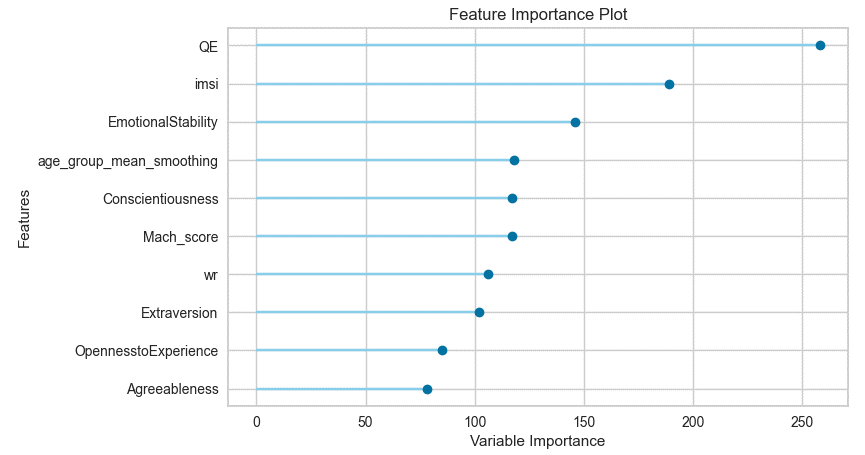 Feature Importance Plot
Features
QE
imsi
EmotionalStability
age_group_mean_smoothing
Conscientiousness
Mach_score
wr
Extraversion
OpennesstoExperience
Agreeableness
0 50 100 150 200 250
Variable Importance